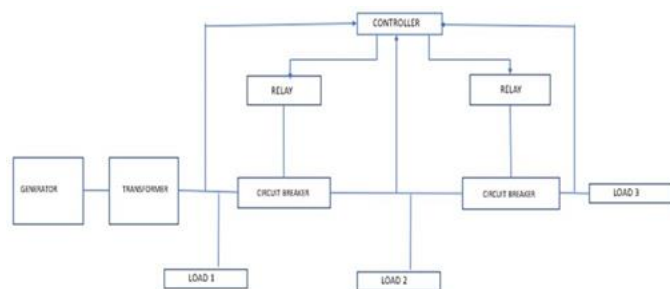 CONTROLLER
RELAY
RELAY
GENERATOR
TRANSFORMER
CIRCUIT BREAKER
CIRCUIT BREAKER
LOAD 3
LOAD 1
LOAD 2